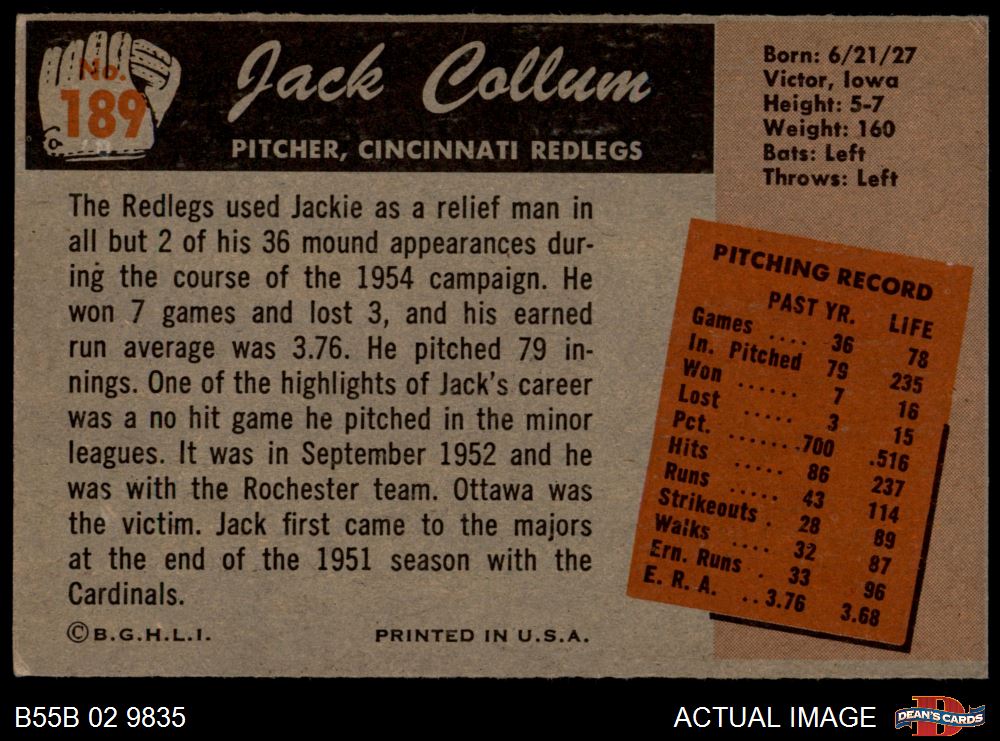 No.
189
Jack Collum
PITCHER, CINCINNATI REDLEGS
Born: 6/21/27
Victor, Iowa
Height: 5-7
Weight: 160
Bats: Left
Throws: Left
The Redlegs used Jackie as a relief man in
all but 2 of his 36 mound appearances dur-
ing the course of the 1954 campaign. He
won 7 games and lost 3, and his earned
run average was 3.76. He pitched 79 in-
nings. One of the highlights of Jack's career
was a no hit game he pitched in the minor
leagues. It was in September 1952 and he
was with the Rochester team. Ottawa was
the victim. Jack first came to the majors
at the end of the 1951 season with the
Cardinals.
©B.G.H.L.I. PRINTED IN U.S.A.
PITCHING RECORD
PAST YR. LIFE
Games .... 36 78
In. Pitched 79 235
Won ...... 7 16
Lost ..... 3 15
Pct. .......700 .516
Hits ..... 86 237
Runs ..... 43 114
Strikeouts . 28 89
Walks .... 32 87
Ern. Runs . 33 96
E. R. A. ..3.76 3.68
B55B 02 9835
ACTUAL IMAGE
D
DEAN'S CARDS